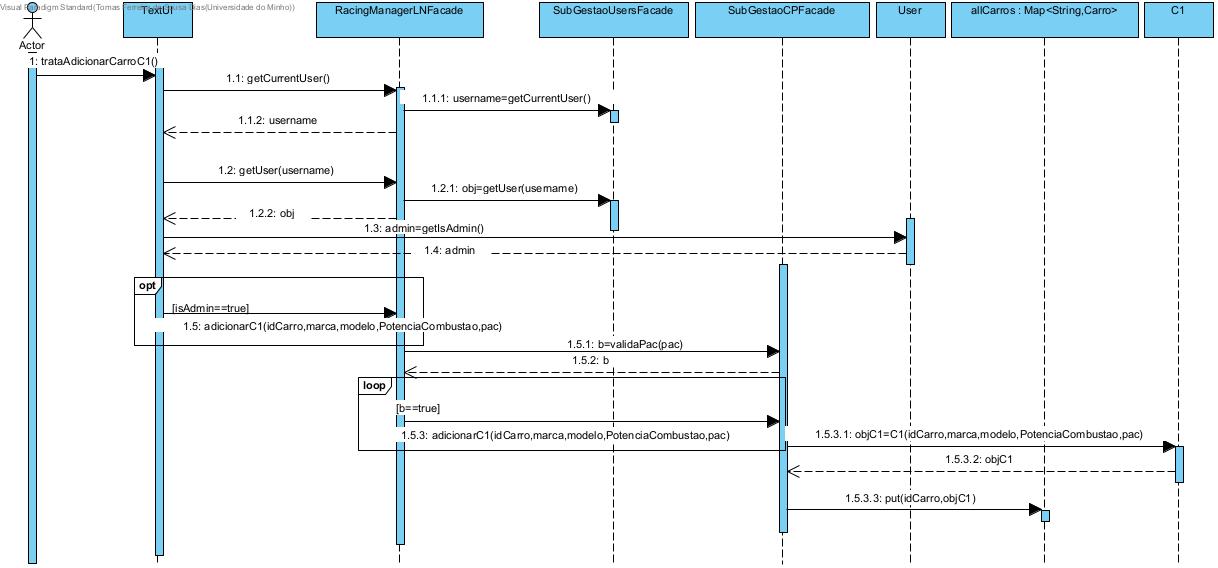 Visual Paradigm Standard(Tomas Ferreira de Sousa Dias(Universidade do Minho))
TextUI
RacingManagerLNFacade
SubGestaoUsersFacade
SubGestaoCPFacade
User
allCarros : Map<String,Carro>
C1
Actor
1: trataAdicionarCarroC1()
1.1: getCurrentUser()
1.1.1: username=getCurrentUser()
1.1.2: username
1.2: getUser(username)
1.2.1: obj=getUser(username)
1.2.2: obj
1.3: admin=getIsAdmin()
1.4: admin
opt
[isAdmin==true]
1.5: adicionarC1(idCarro,marca,modelo,PotenciaCombustao,pac)
1.5.1: b=validaPac(pac)
1.5.2: b
loop
[b==true]
1.5.3: adicionarC1(idCarro,marca,modelo,PotenciaCombustao,pac)
1.5.3.1: objC1=C1(idCarro,marca,modelo,PotenciaCombustao,pac)
1.5.3.2: objC1
1.5.3.3: put(idCarro,objC1)